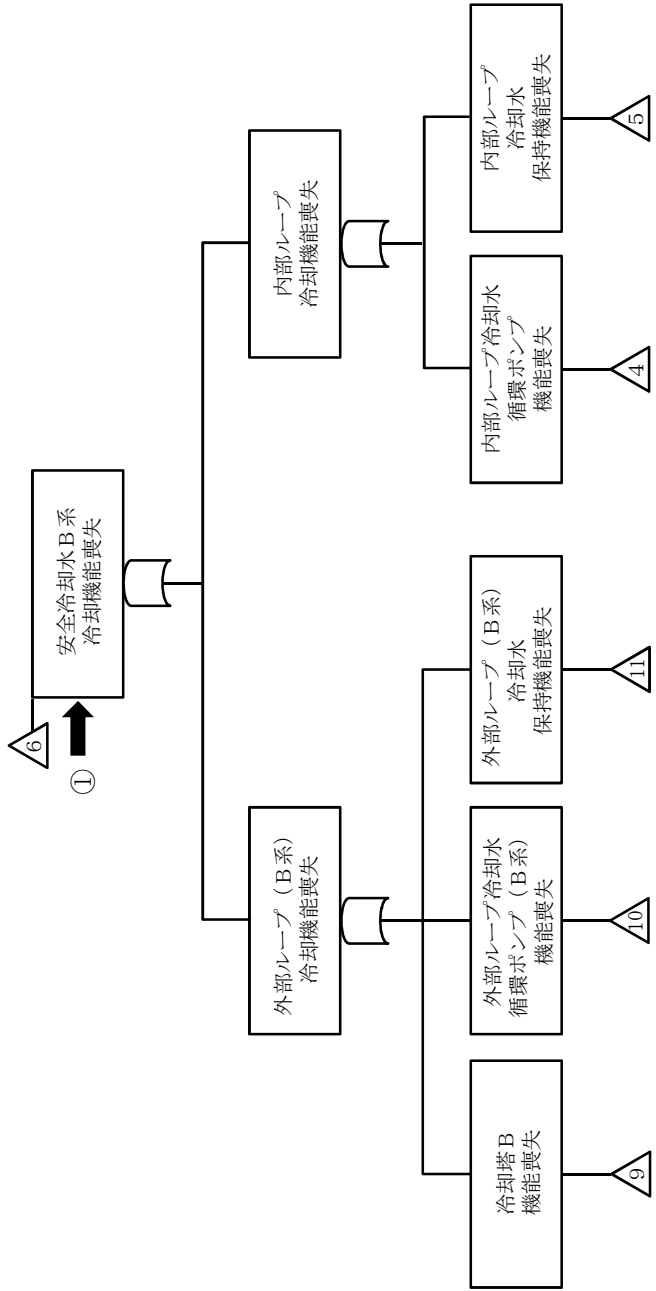 6
①
安全冷却水B系
冷却機能喪失
外部ループ(B系)
冷却機能喪失
内部ループ
冷却機能喪失
冷却塔B
機能喪失
外部ループ冷却水
循環ポンプ(B系)
機能喪失
外部ループ(B系)
冷却水
保持機能喪失
内部ループ冷却水
循環ポンプ
機能喪失
内部ループ
冷却水
保持機能喪失
9
10
11
4
5